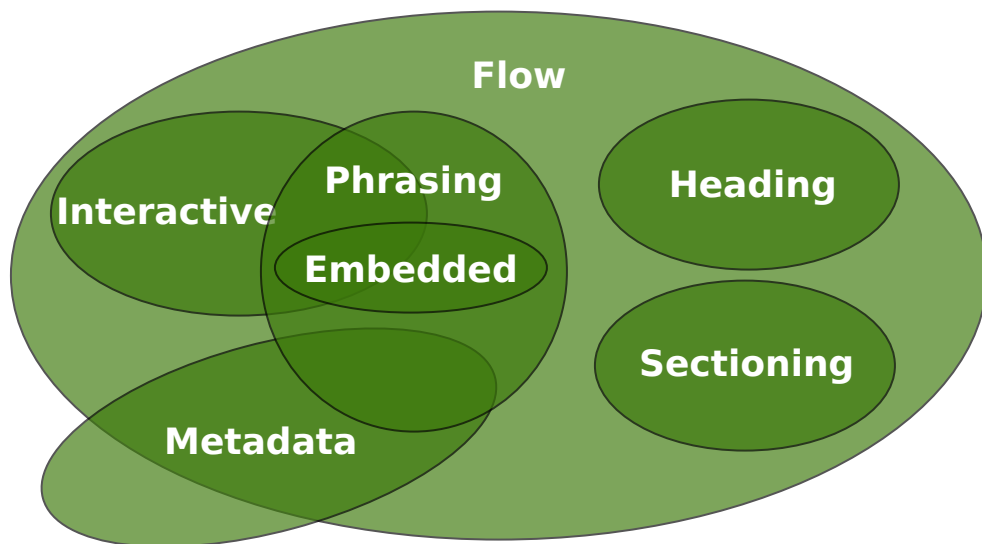 Flow
Phrasing
Heading
Interactive
Embedded
Sectioning
Metadata